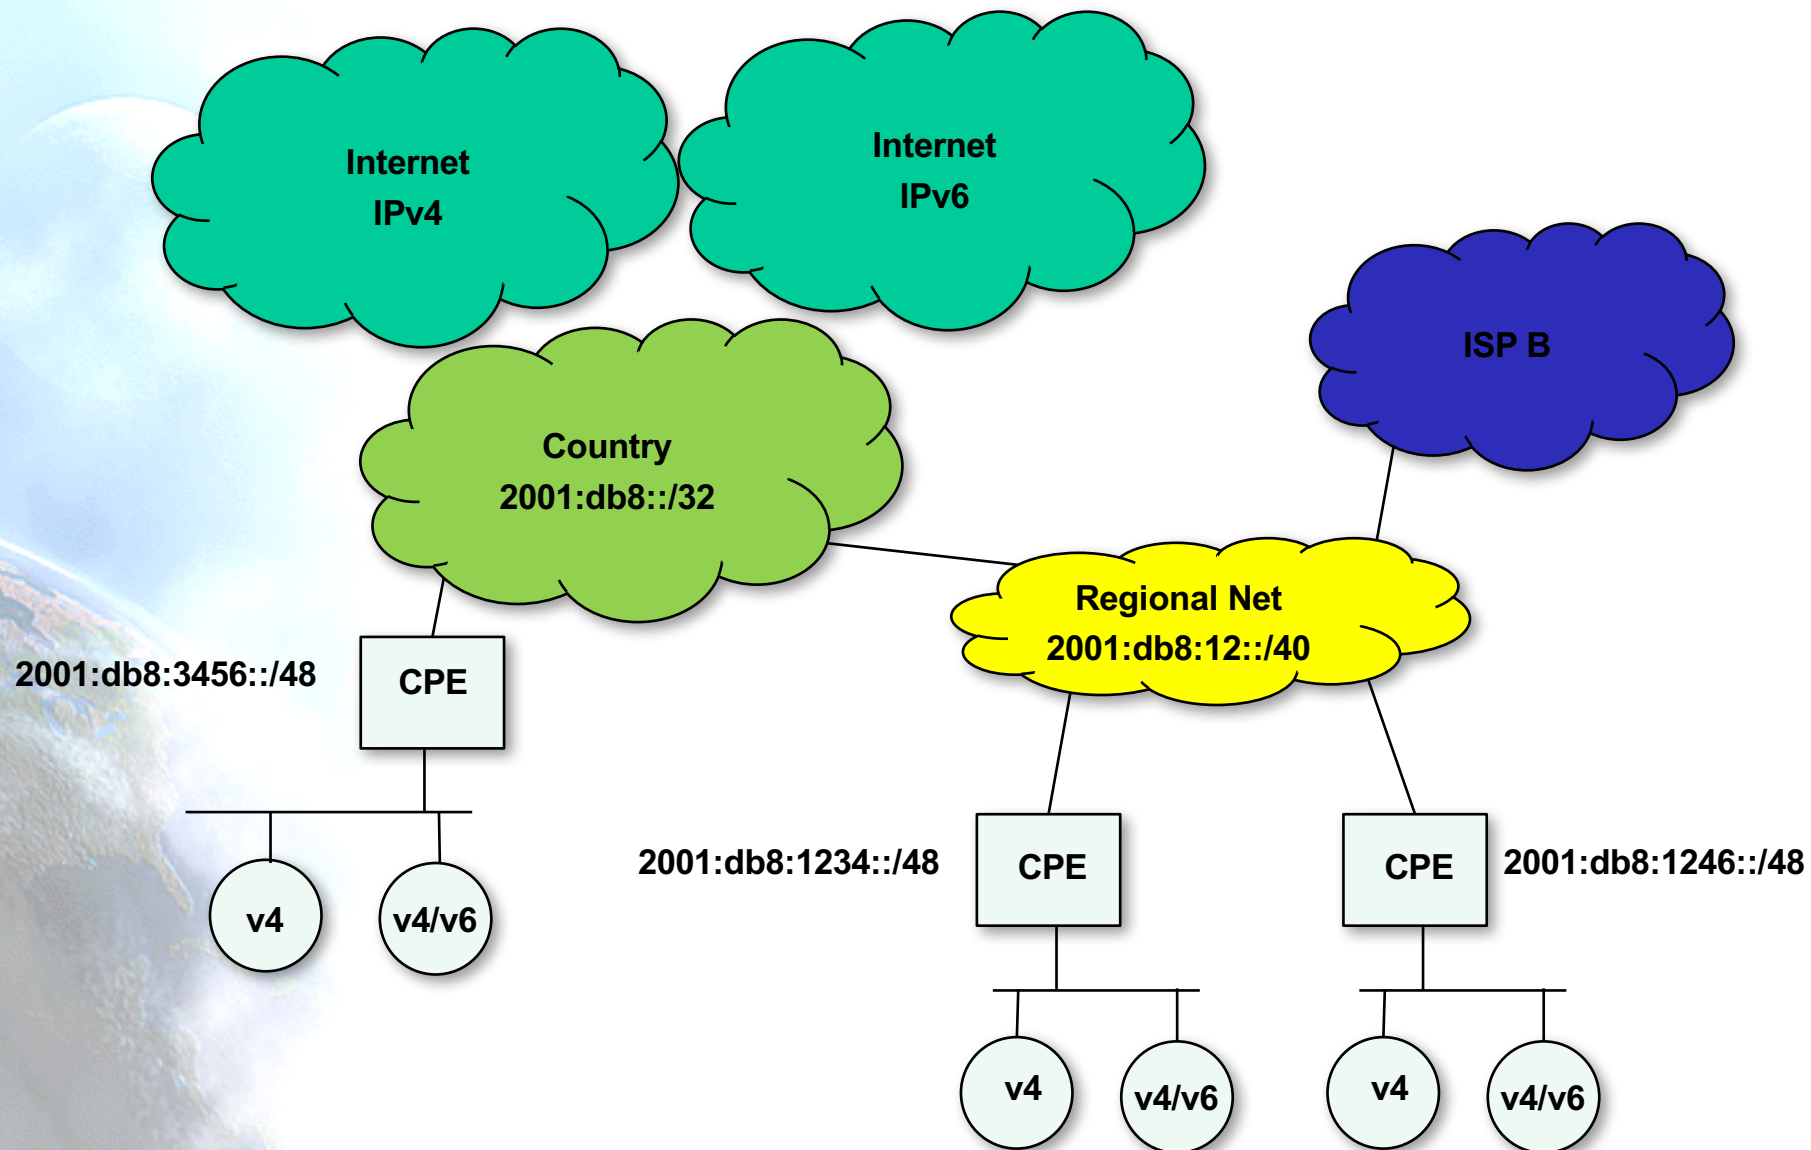 Internet
IPv4
Internet
IPv6
ISP B
Country
2001:db8::/32
Regional Net
2001:db8:12::/40
2001:db8:3456::/48
CPE
v4
v4/v6
2001:db8:1234::/48
CPE
CPE
2001:db8:1246::/48
v4
v4/v6
v4
v4/v6